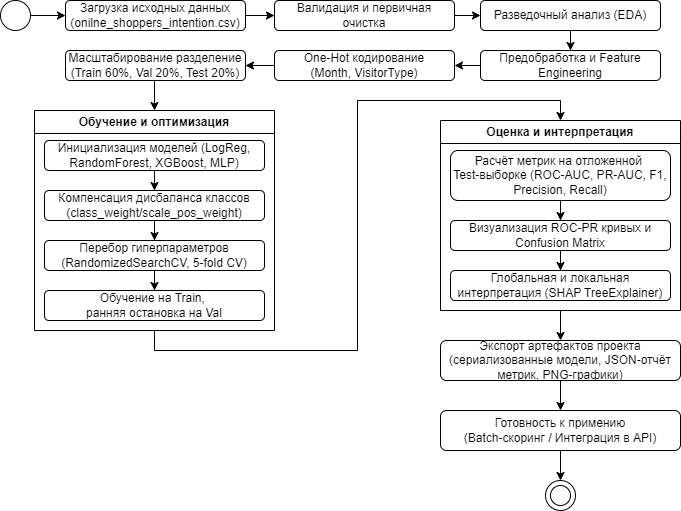 Загрузка исходных данных
(onilne_shoppers_intention.csv)
Валидация и первичная
очистка
Разведочный анализ (EDA)
Предобработка и Feature
Engineering
One-Hot кодирование
(Month, VisitorType)
Масштабирование разделение
(Train 60%, Val 20%, Test 20%)
Обучение и оптимизация
Инициализация моделей (LogReg,
RandomForest, XGBoost, MLP)
Компенсация дисбаланса классов
(class_weight/scale_pos_weight)
Перебор гиперпараметров
(RandomizedSearchCV, 5-fold CV)
Обучение на Train,
ранняя остановка на Val
Оценка и интерпретация
Расчёт метрик на отложенной
Test-выборке (ROC-AUC, PR-AUC, F1,
Precision, Recall)
Визуализация ROC-PR кривых и
Confusion Matrix
Глобальная и локальная
интерпретация (SHAP TreeExplainer)
Экспорт артефактов проекта
(сериализованные модели, JSON-отчёт
метрик, PNG-графики)
Готовность к примению
(Batch-скоринг / Интеграция в API)